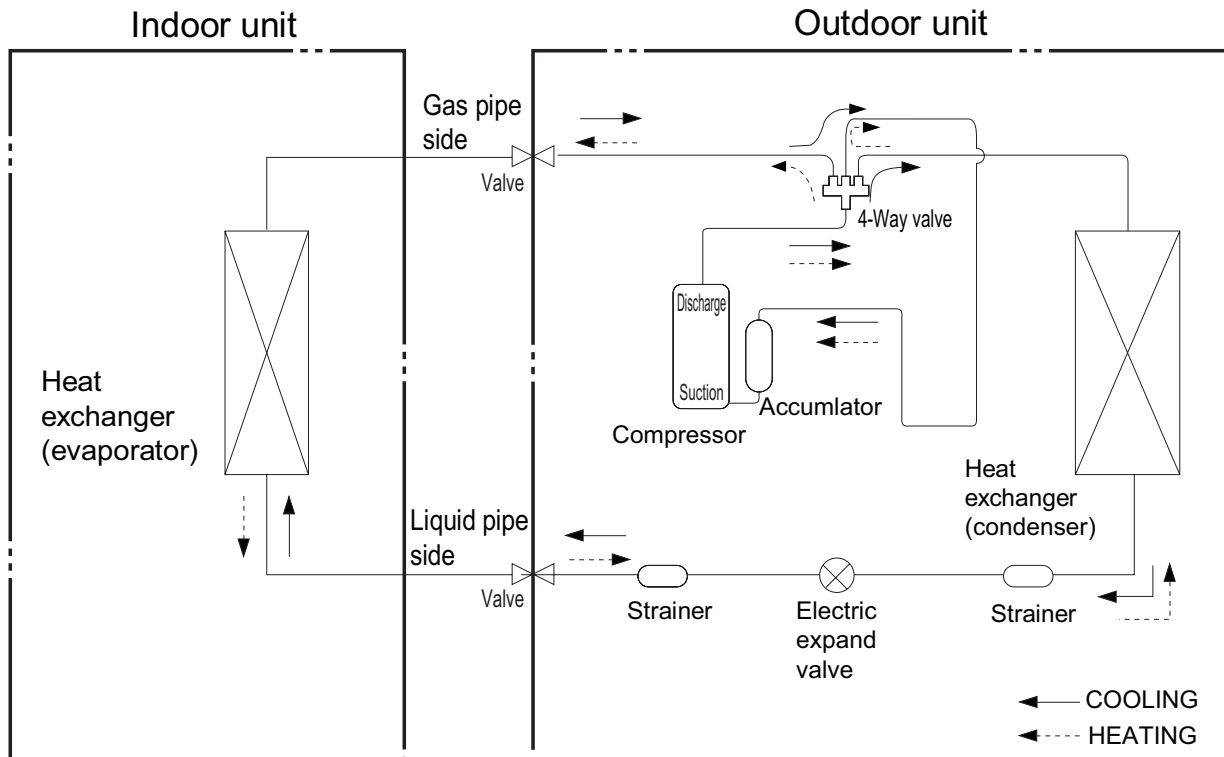 Indoor unit
Outdoor unit
Gas pipe
side
Valve
4-Way valve
Discharge
Suction
Accumlator
Compressor
Heat
exchanger
(evaporator)
Heat
exchanger
(condenser)
Liquid pipe
side
Valve
Strainer
Electric
expand
valve
Strainer
COOLING
HEATING